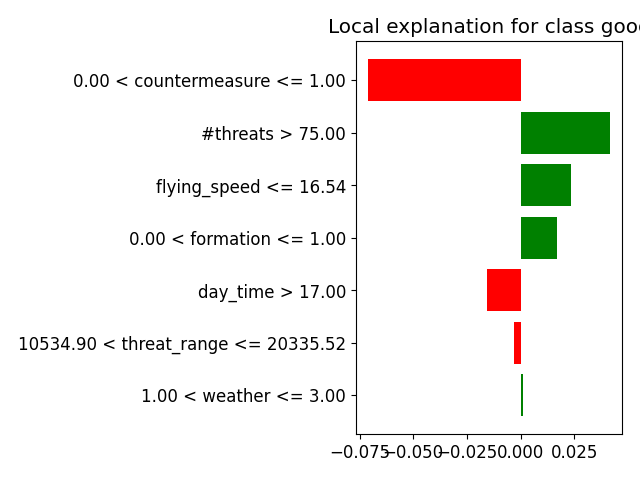 Local explanation for class good
0.00 < countermeasure <= 1.00
#threats > 75.00
flying_speed <= 16.54
0.00 < formation <= 1.00
day_time > 17.00
10534.90 < threat_range <= 20335.52
1.00 < weather <= 3.00
−0.075 −0.050 −0.025 0.000 0.025